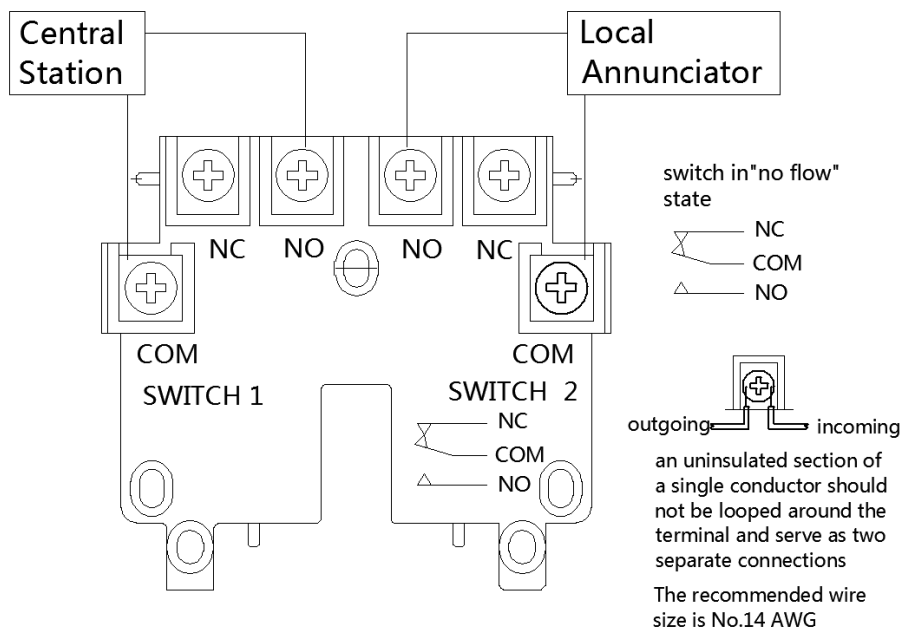 Central
Station
Local
Annunciator
NC
NO
NO
NC
COM
COM
SWITCH 1
SWITCH 2
NC
COM
NO
switch in"no flow"
state
NC
COM
NO
outgoing
incoming
an uninsulated section of
a single conductor should
not be looped around the
terminal and serve as two
separate connections
The recommended wire
size is No.14 AWG